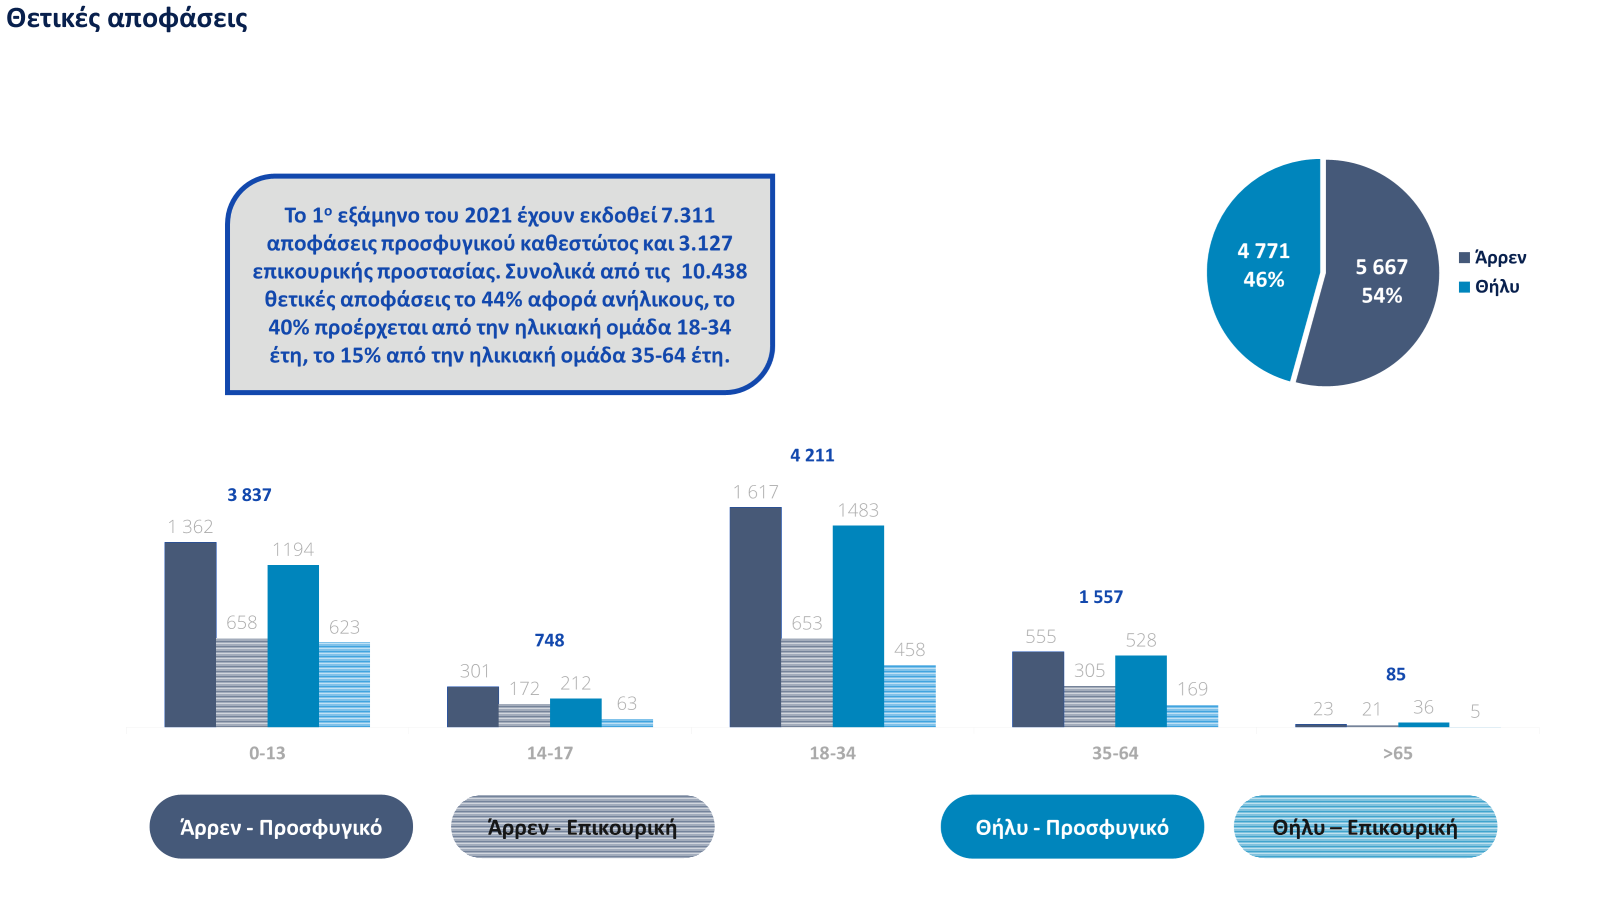 Θετικές αποφάσεις
Το 1ο εξάμηνο του 2021 έχουν εκδοθεί 7.311
αποφάσεις προσφυγικού καθεστώτος και 3.127
επικουρικής προστασίας. Συνολικά από τις 10.438
θετικές αποφάσεις το 44% αφορά ανήλικους, το
40% προέρχεται από την ηλικιακή ομάδα 18-34
έτη, το 15% από την ηλικιακή ομάδα 35-64 έτη.
4 771
46%
5 667
54%
Άρρεν
Θήλυ
3 837
1 362
658
1194
623
748
301
172
212
63
4 211
1 617
653
1483
458
1 557
555
305
528
169
85
23
21
36
5
0-13
14-17
18-34
35-64
>65
Άρρεν - Προσφυγικό
Άρρεν - Επικουρική
Θήλυ - Προσφυγικό
Θήλυ – Επικουρική